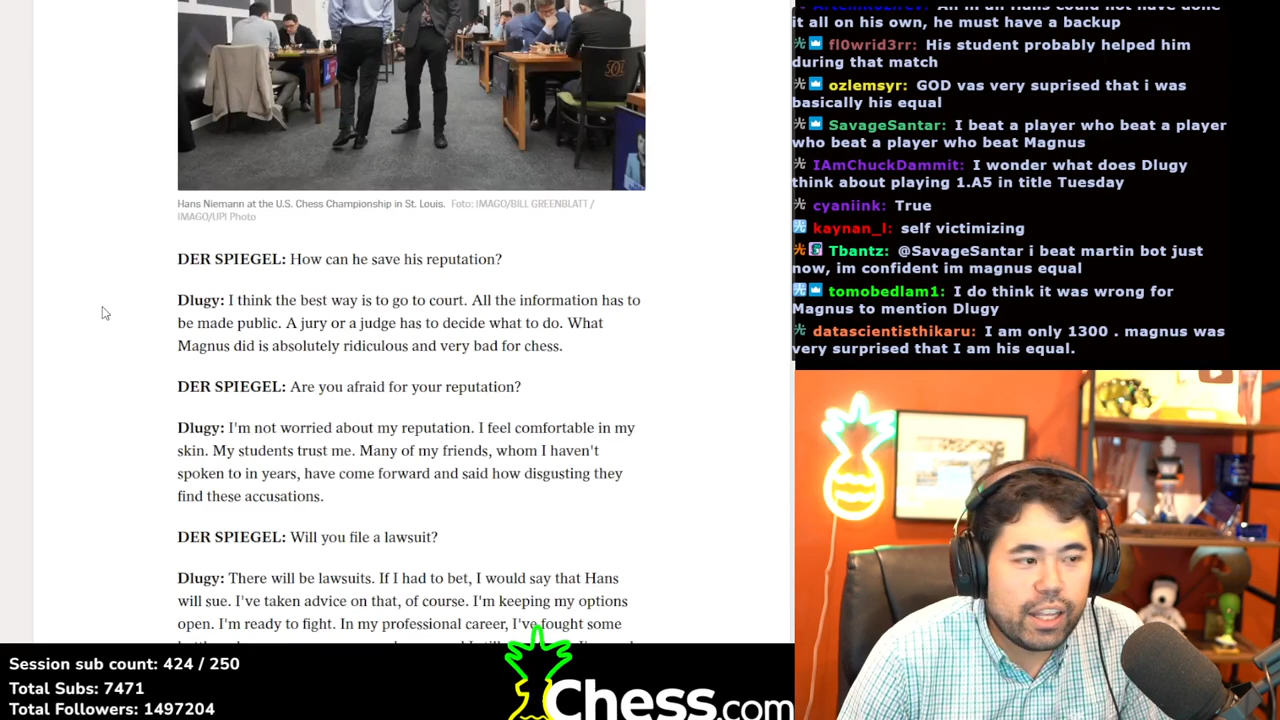 Hans Niemann at the U.S. Chess Championship in St. Louis. Foto: IMAGO/BILL GREENBLATT /
IMAGO/UPI Photo
DER SPIEGEL: How can he save his reputation?
Dlugy: I think the best way is to go to court. All the information has to
be made public. A jury or a judge has to decide what to do. What
Magnus did is absolutely ridiculous and very bad for chess.
DER SPIEGEL: Are you afraid for your reputation?
Dlugy: I'm not worried about my reputation. I feel comfortable in my
skin. My students trust me. Many of my friends, whom I haven't
spoken to in years, have come forward and said how disgusting they
find these accusations.
DER SPIEGEL: Will you file a lawsuit?
Dlugy: There will be lawsuits. If I had to bet, I would say that Hans
will sue. I've taken advice on that, of course. I'm keeping my options
open. I'm ready to fight. In my professional career, I've fought some
it all on his own, he must have a backup
fl0wrid3rr: His student probably helped him
during that match
ozlemsyr: GOD vas very suprised that i was
basically his equal
SavageSantar: I beat a player who beat a player
who beat a player who beat Magnus
IAmChuckDammit: I wonder what does Dlugy
think about playing 1.A5 in title Tuesday
cyaniink: True
kaynan_l: self victimizing
Tbantz: @SavageSantar i beat martin bot just
now, im confident im magnus equal
tomobedlam1: I do think it was wrong for
Magnus to mention Dlugy
datascientisthikaru: I am only 1300 . magnus was
very surprised that I am his equal.
Session sub count: 424 / 250
Total Subs: 7471
Total Followers: 1497204
Chess.com